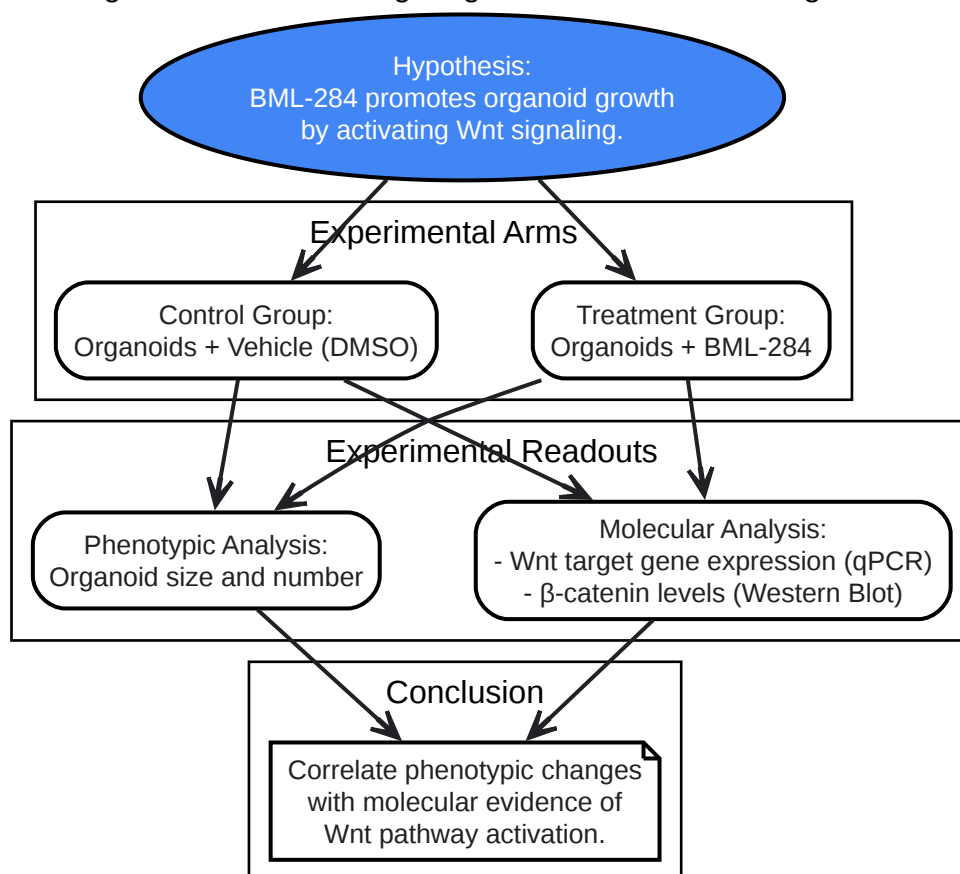 Hypothesis:
BML-284 promotes organoid growth
by activating Wnt signaling.
Experimental Arms
Control Group:
Organoids + Vehicle (DMSO)
Treatment Group:
Organoids + BML-284
Experimental Readouts
Phenotypic Analysis:
Organoid size and number
Molecular Analysis:
- Wnt target gene expression (qPCR)
- β-catenin levels (Western Blot)
Conclusion
Correlate phenotypic changes
with molecular evidence of
Wnt pathway activation.